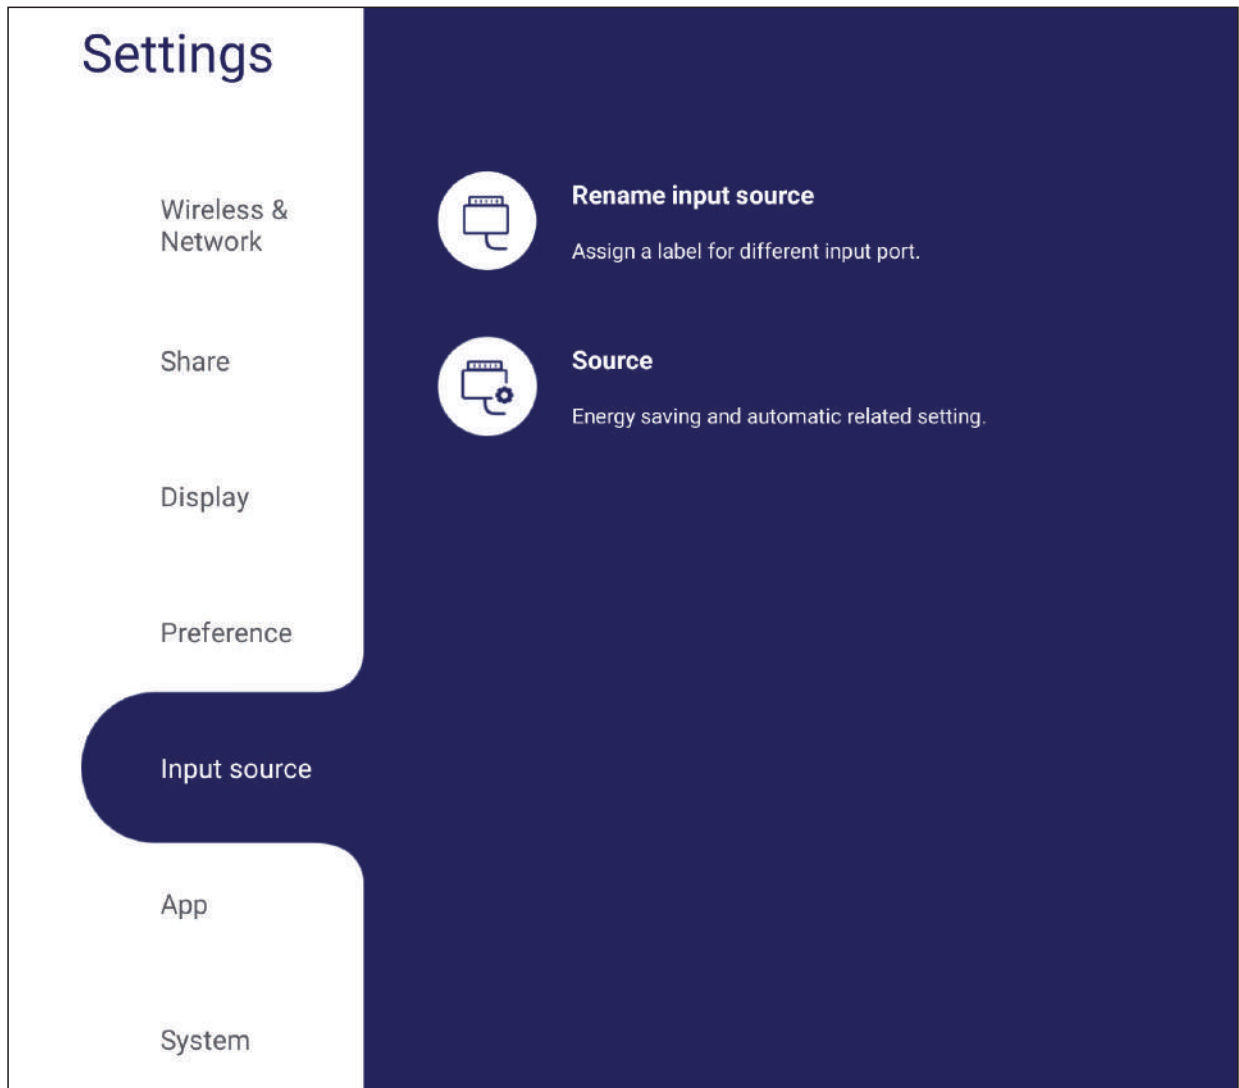 Settings
Wireless &
Network
Share
Display
Preference
Input source
App
System
Rename input source
Assign a label for different input port.
Source
Energy saving and automatic related setting.